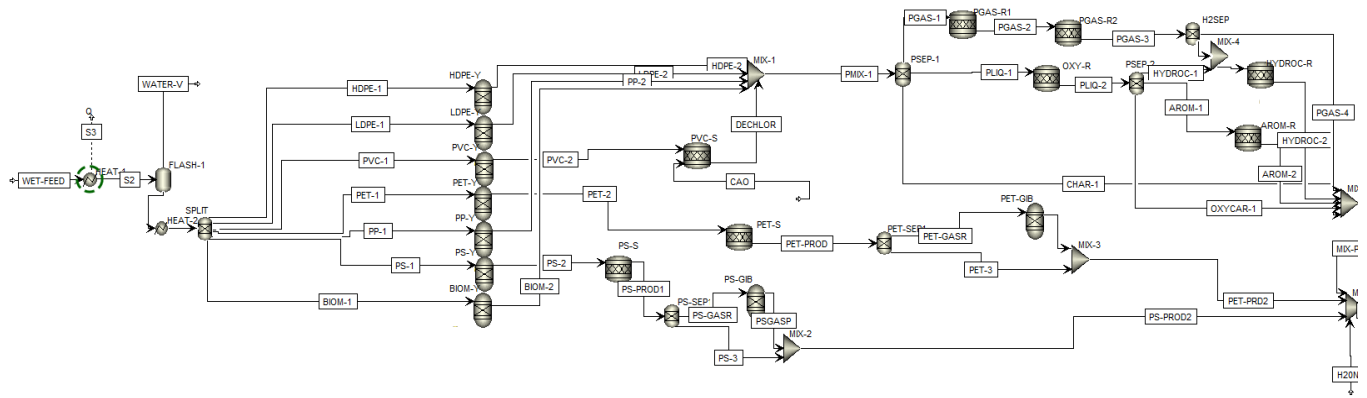 PGAS-1
PGAS-R1
PGAS-2
PGAS-R2
PGAS-3
H2SEP
MIX-4
WATER-V
HDPE-Y
HDPE-2
MIX-1
LDPE-2
PP-2
PMIX-1
PSEP-1
PLIQ-1
OXY-R
PLIQ-2
PSEP-2
HYDROC-1
HYDROC-R
HDPE-1
Q
S3
LDPE-Y
LDPE-1
DECHLOR
AROM-1
PGAS-4
WET-FEED
S2
FLASH-1
PVC-Y
PVC-1
PVC-2
PVC-S
CAO
AROM-R
HYDROC-2
AROM-2
PET-Y
PET-1
PET-2
CHAR-1
SPLIT
HEAT-2
PP-Y
PP-1
PET-S
PET-PROD
PET-GASR
PET-GIB
OXYCAR-1
PS-Y
PS-1
PS-2
PS-S
PET-3
MIX-3
BIOM-Y
BIOM-1
BIOM-2
PS-PROD1
PS-GIB
PS-GASR
PSGASP
MIX-2
PS-3
PET-PRD2
PS-PROD2